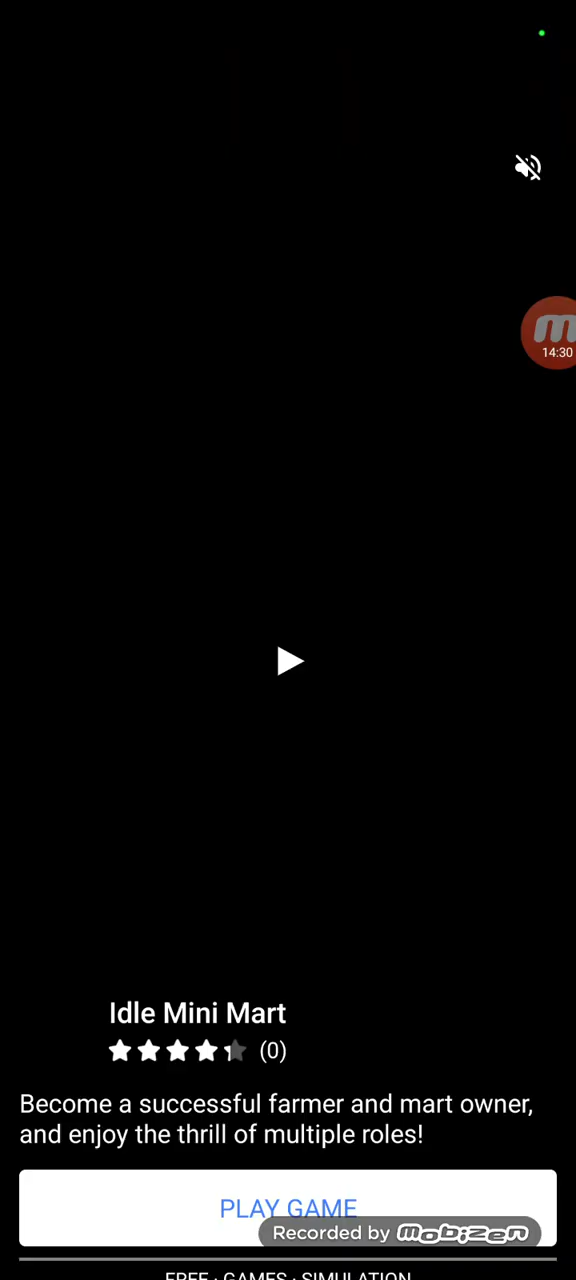 m
14:30
Idle Mini Mart
(0)
Become a successful farmer and mart owner,
and enjoy the thrill of multiple roles!
PLAY GAME
Recorded by mobizen
FREE · GAMES · SIMULATION